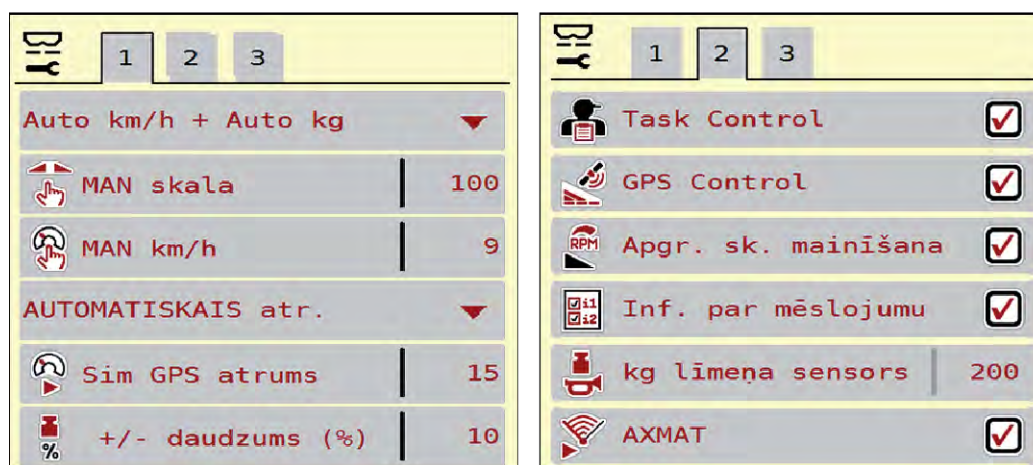 1 2 3
Auto km/h + Auto kg
MAN skala 100
MAN km/h 9
AUTOMATISKAIS atr.
Sim GPS atrums 15
% +/- daudzums (%) 10
1 2 3
Task Control
GPS Control
RPM Apgr. sk. mainīšana
i1
i2 Inf. par mēslojumu
kg līmeņa sensors 200
AXMAT